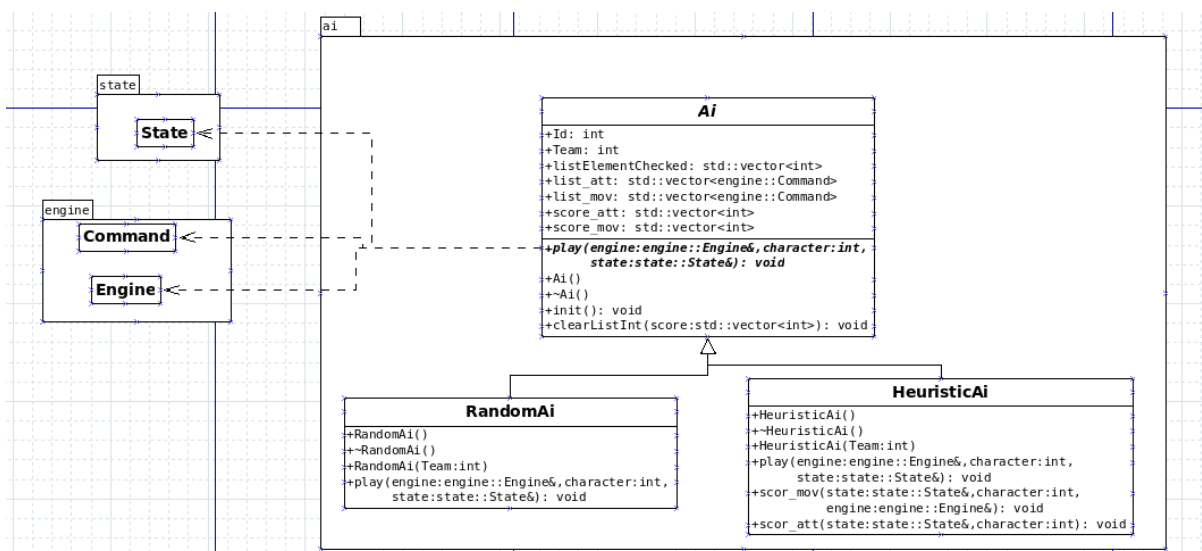 ai
state
State
engine
Command
Engine
Ai
+Id: int
+Team: int
+listElementChecked: std::vector<int>
+list_att: std::vector<engine::Command>
+list_mov: std::vector<engine::Command>
+score_att: std::vector<int>
+score_mov: std::vector<int>
+play(engine:engine::Engine&,character:int,
state:state::State&): void
+Ai()
+~Ai()
+init(): void
+clearListInt(score:std::vector<int>): void
RandomAi
+RandomAi()
+~RandomAi()
+RandomAi(Team:int)
+play(engine:engine::Engine&,character:int,
state:state::State&): void
HeuristicAi
+HeuristicAi()
+~HeuristicAi()
+HeuristicAi(Team:int)
+play(engine:engine::Engine&,character:int,
state:state::State&): void
+scor_mov(state:state::State&,character:int,
engine:engine::Engine&): void
+scor_att(state:state::State&,character:int): void